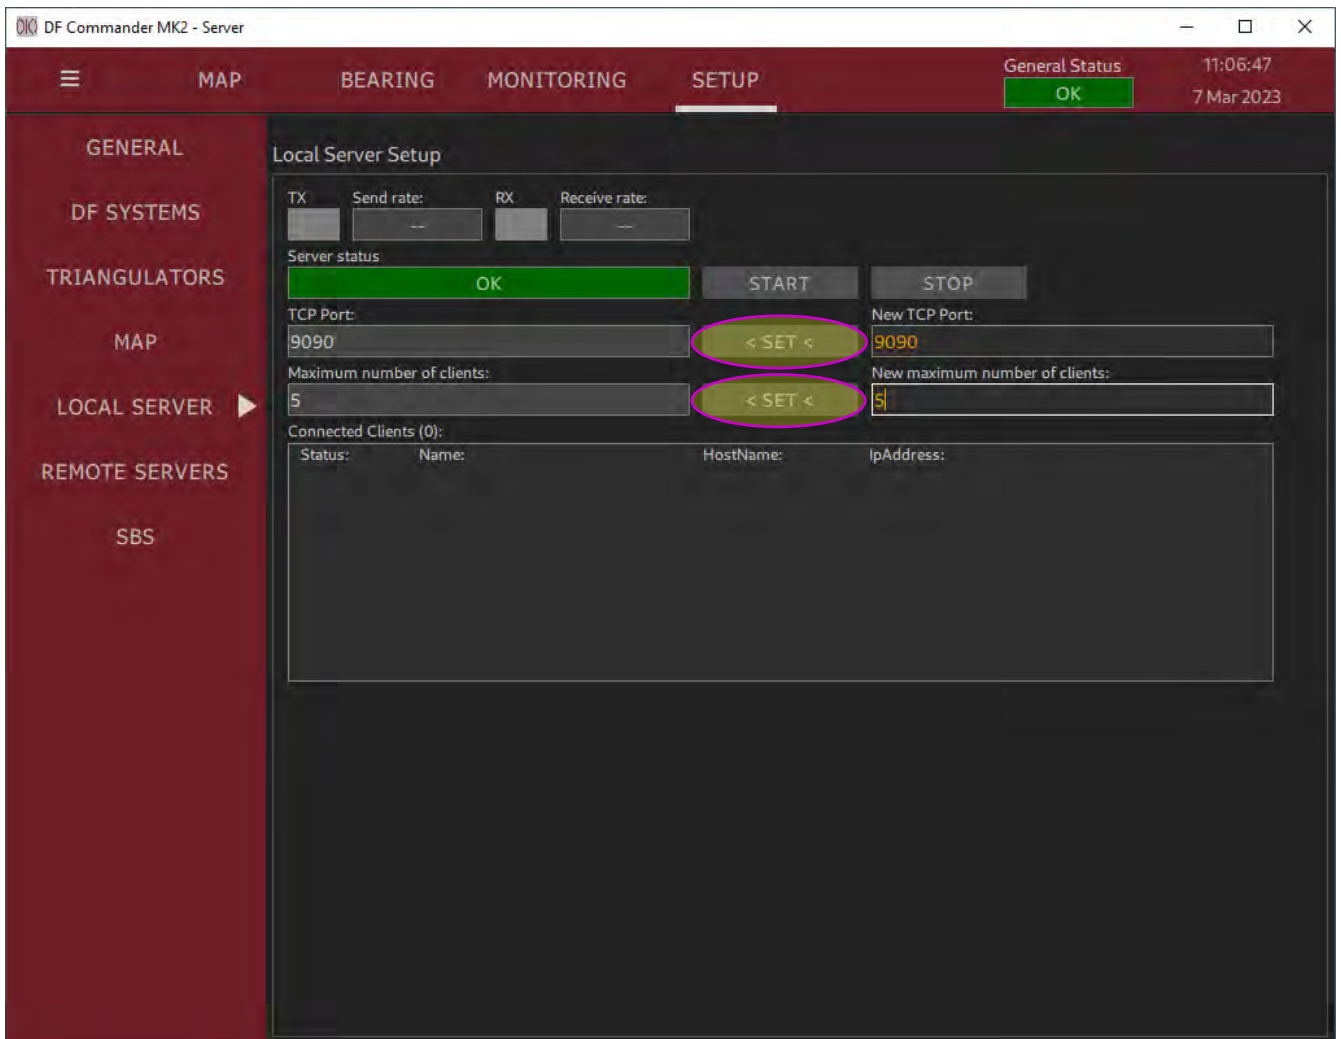 DF Commander MK2 - Server
MAP BEARING MONITORING SETUP
General Status
OK
11:06:47
7 Mar 2023
GENERAL
DF SYSTEMS
TRIANGULATORS
MAP
LOCAL SERVER
REMOTE SERVERS
SBS
Local Server Setup
TX Send rate: RX Receive rate:
-- --
Server status
OK START STOP
TCP Port: New TCP Port:
9090 < SET < 9090
Maximum number of clients: New maximum number of clients:
5 < SET < 5
Connected Clients (0):
Status: Name: HostName: IpAddress: